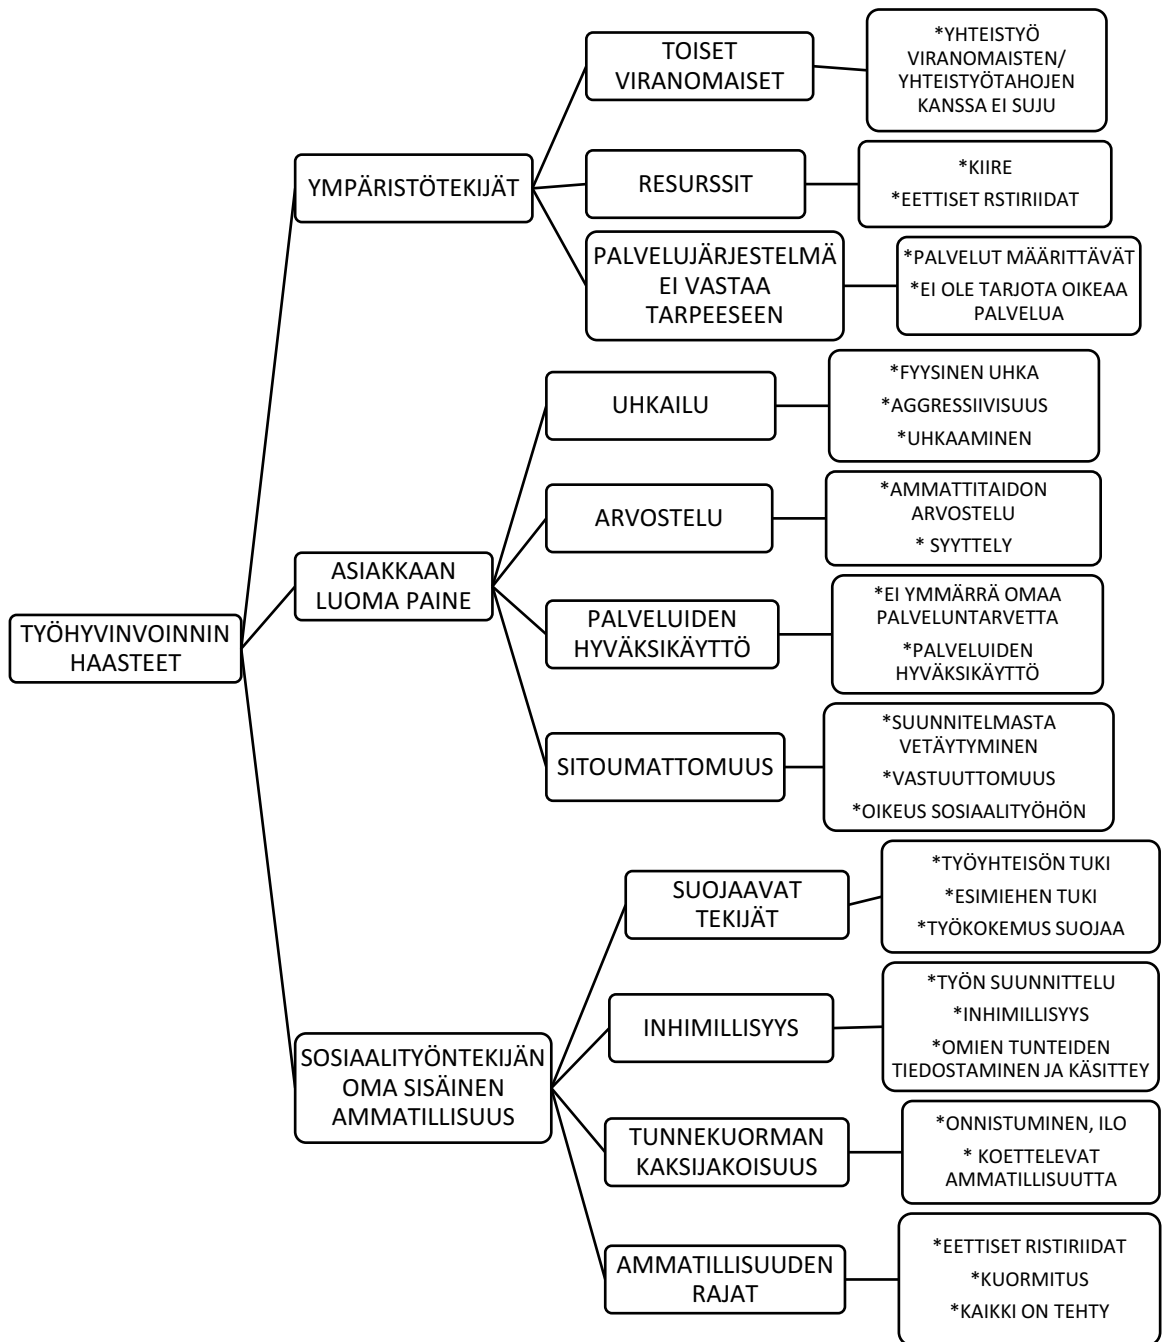 TOISET
VIRANOMAISET
*YHTEISTYÖ
VIRANOMAISTEN/
YHTEISTYÖTAHOJEN
KANSSA EI SUJU
YMPÄRISTÖTEKIJÄT
RESURSSIT
*KIIRE
*EETTISET RSTIRIIDAT
PALVELUJÄRJESTELMÄ
EI VASTAA
TARPEESEEN
*PALVELUT MÄÄRITTÄVÄT
*EI OLE TARJOTA OIKEAA
PALVELUA
UHKAILU
*FYYSINEN UHKA
*AGGRESSIIVISUUS
*UHKAAMINEN
ARVOSTELU
*AMMATTITAIDON
ARVOSTELU
* SYYTTELY
TYÖHYVINVOINNIN
HAASTEET
ASIAKKAAN
LUOMA PAINE
PALVELUIDEN
HYVÄKSIKÄYTTÖ
*EI YMMÄRRÄ OMAA
PALVELUNTARVETTA
*PALVELUIDEN
HYVÄKSIKÄYTTÖ
SITOUMATTOMUUS
*SUUNNITELMASTA
VETÄYTYMINEN
*VASTUUTTOMUUS
*OIKEUS SOSIAALITYÖHÖN
SUOJAAVAT
TEKIJÄT
*TYÖYHTEISÖN TUKI
*ESIMIEHEN TUKI
*TYÖKOKEMUS SUOJAA
SOSIAALITYÖNTEKIJÄN
OMA SISÄINEN
AMMATILLISUUS
INHIMILLISYYS
*TYÖN SUUNNITTELU
*INHIMILLISYYS
*OMIEN TUNTEIDEN
TIEDOSTAMINEN JA KÄSITTEY
TUNNEKUORMAN
KAKSIJAKOISUUS
*ONNISTUMINEN, ILO
* KOETTELEVAT
AMMATILLISUUTTA
AMMATILLISUUDEN
RAJAT
*EETTISET RISTIRIIDAT
*KUORMITUS
*KAIKKI ON TEHTY